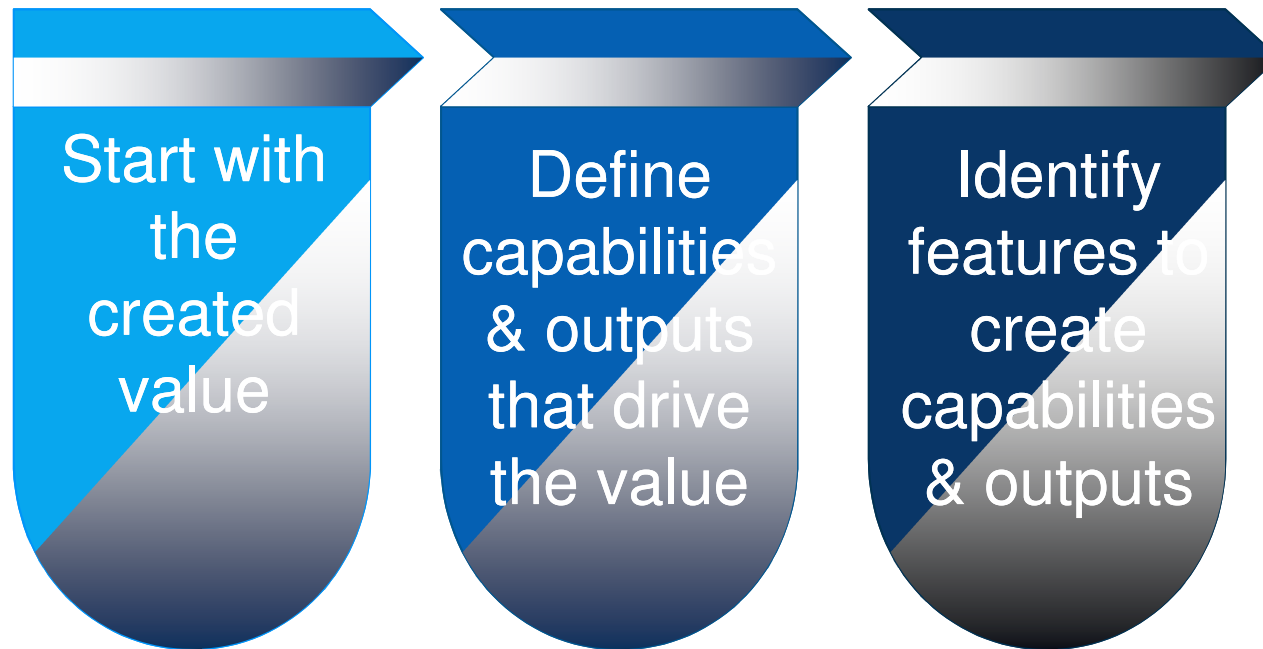 Start with
the
created
value
Define
capabilities
& outputs
that drive
the value
Identify
features to
create
capabilities
& outputs